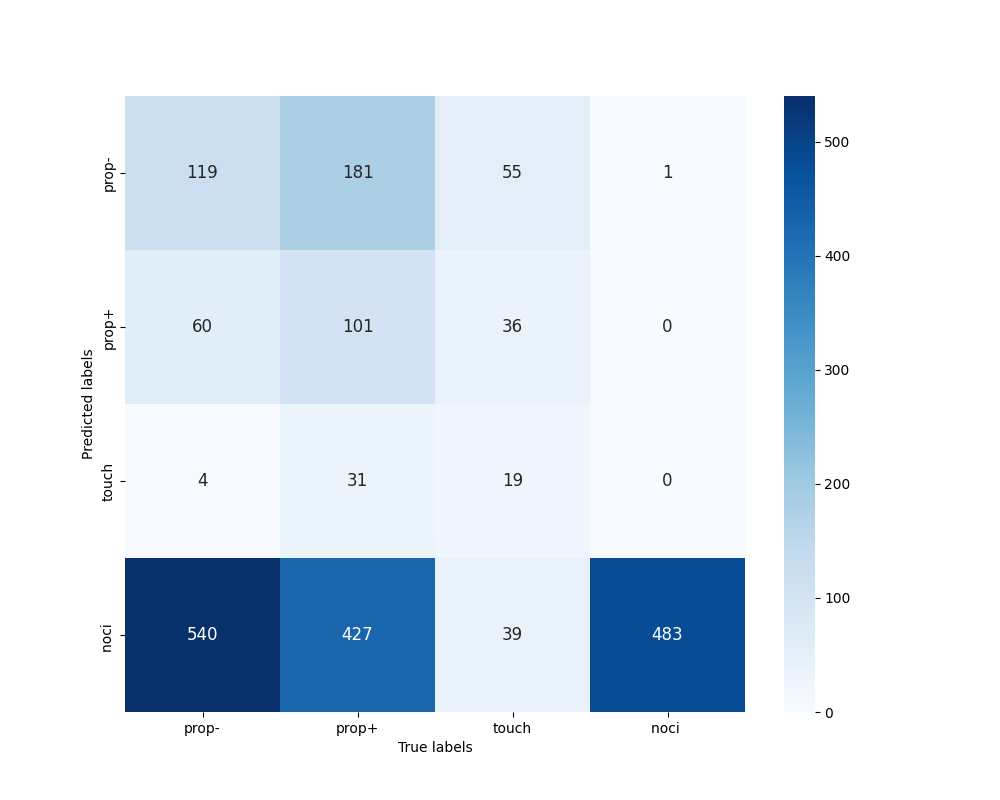 prop-
119 181 55 1
500
400
prop+
60 101 36 0
300
Predicted labels
touch
4 31 19 0
200
100
noci
540 427 39 483
0
prop- prop+ touch noci
True labels